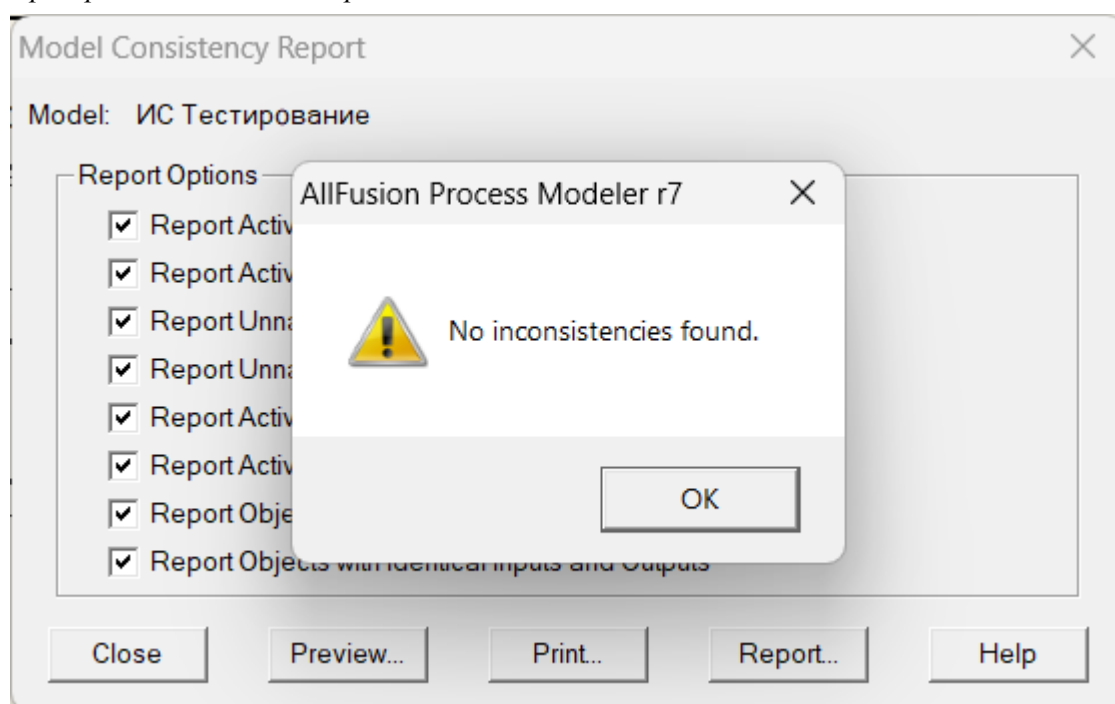 Model Consistency Report
Model: ИС Тестирование
Report Options
AllFusion Process Modeler r7
Report Activ
Report Activ
Report Unna
No inconsistencies found.
Report Unna
Report Activ
Report Activ
OK
Report Obje
Report Objects with Identical Inputs and Outputs
Close Preview... Print... Report... Help